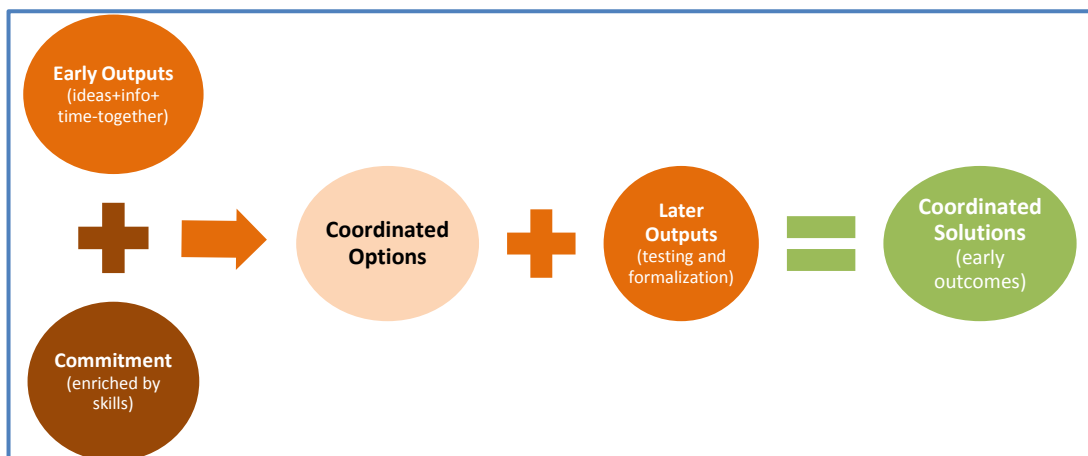 Early Outputs
(ideas+info+
time-together)
Commitment
(enriched by
skills)
Coordinated
Options
Later
Outputs
(testing and
formalization)
Coordinated
Solutions
(early
outcomes)